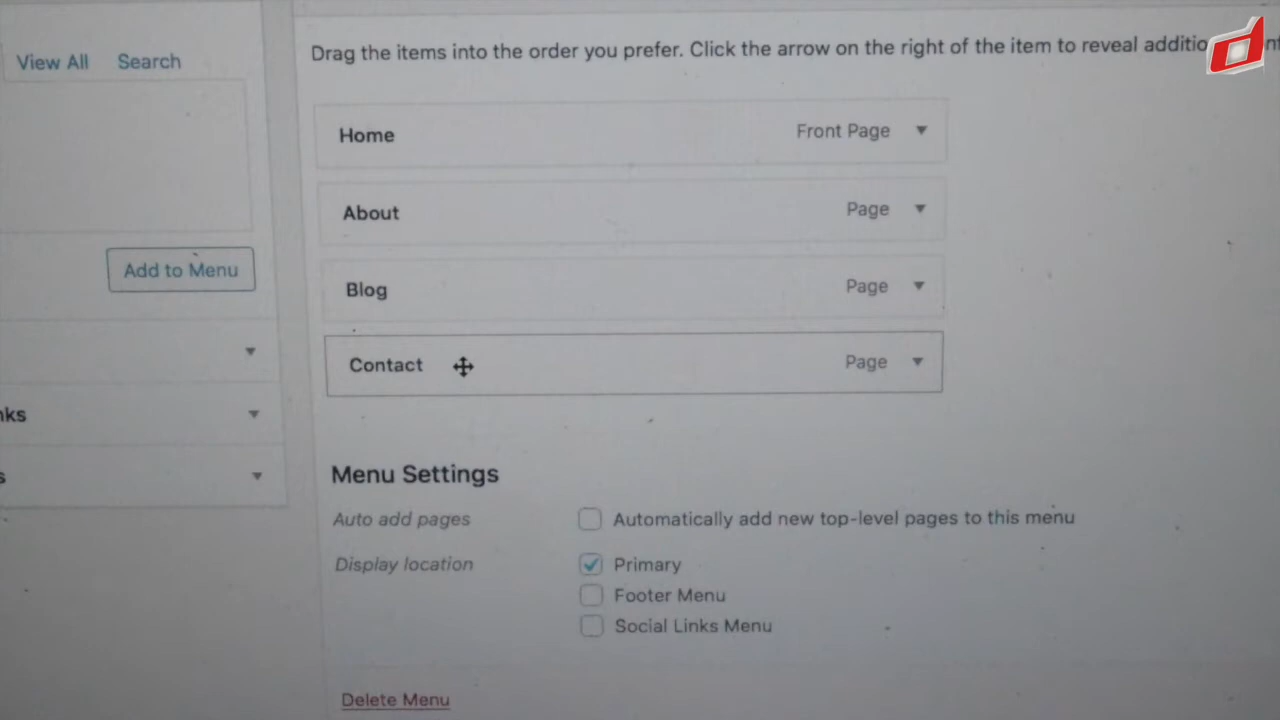 View All Search
Drag the items into the order you prefer. Click the arrow on the right of the item to reveal
Home Front Page
About Page
Add to Menu
Blog Page
Contact Page
Menu Settings
Auto add pages Automatically add new top-level pages to this menu
Display location Primary
Footer Menu
Social Links Menu
Delete Menu